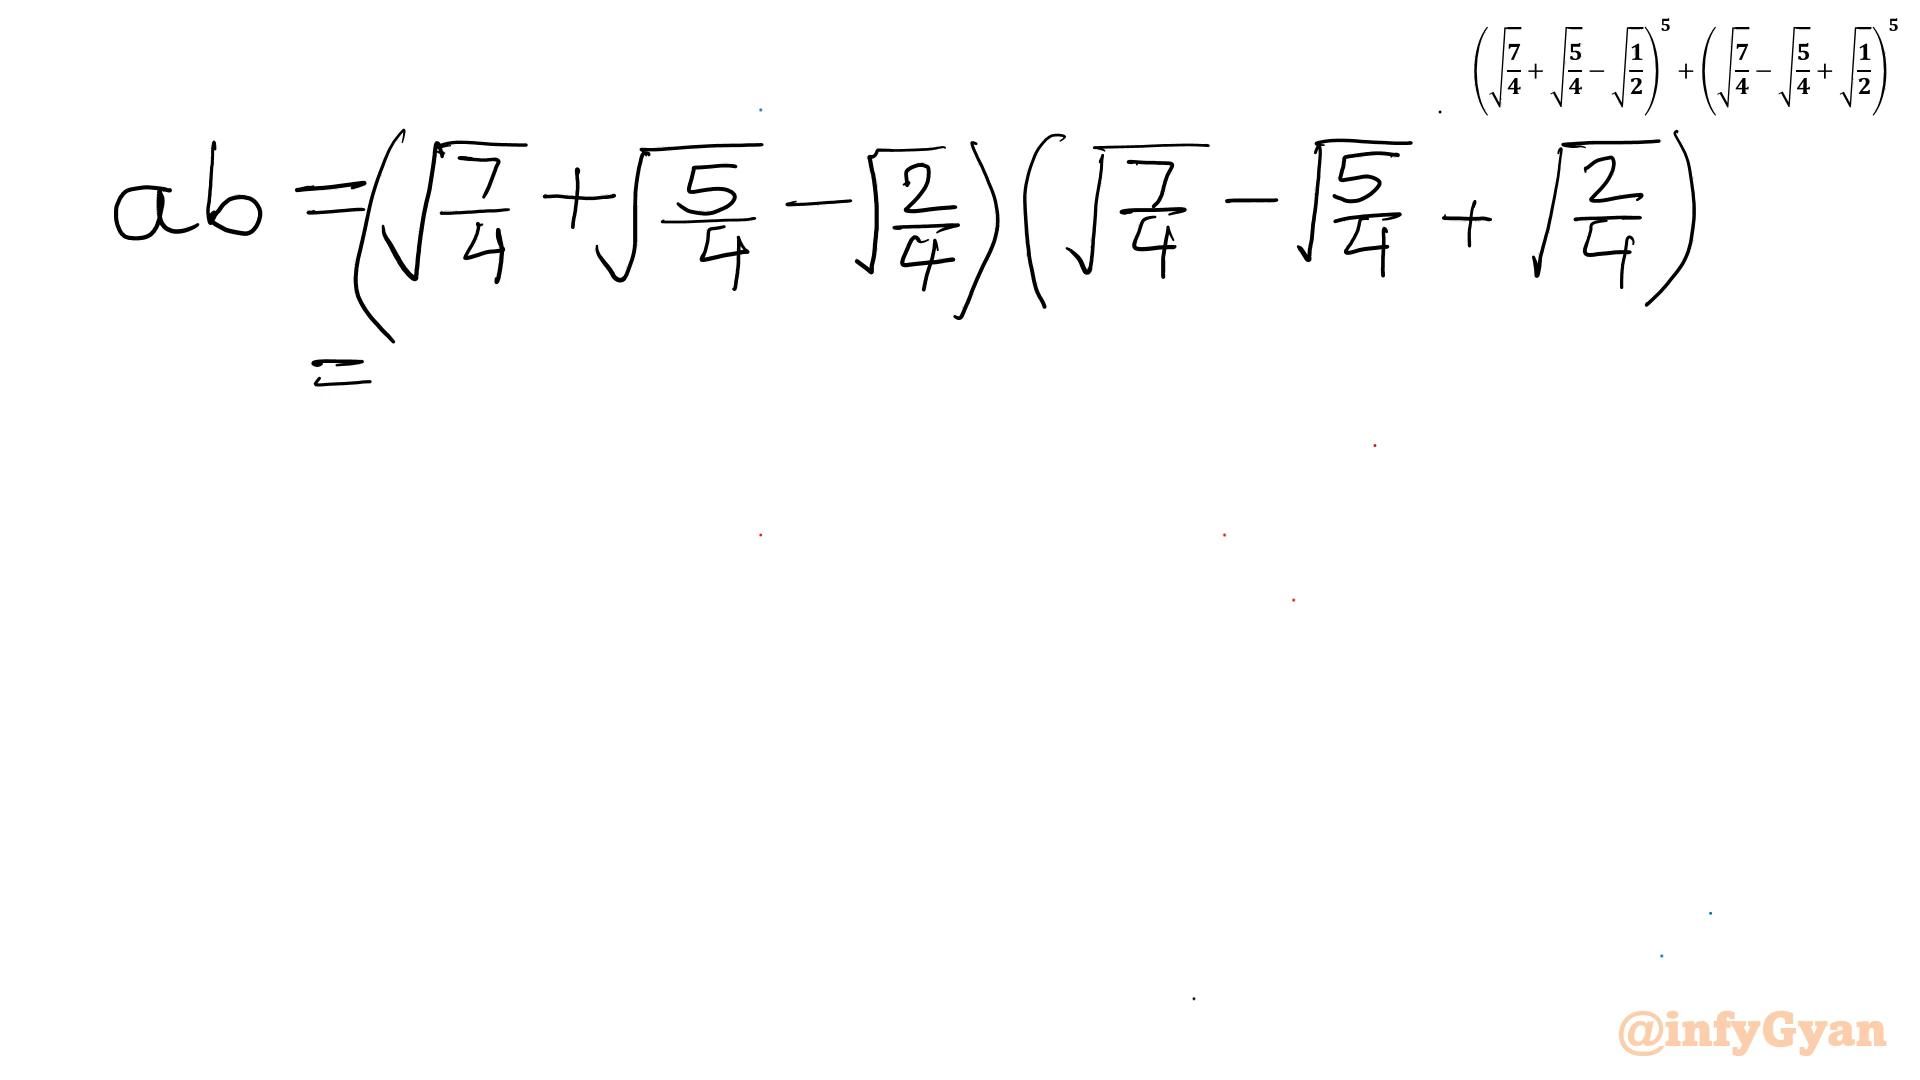 (√7/4 + √5/4 − √1/2)⁵ + (√7/4 − √5/4 + √1/2)⁵
ab = (√7/4 + √5/4 − √2/4) (√7/4 − √5/4 + √2/4)
=
@infyGyan